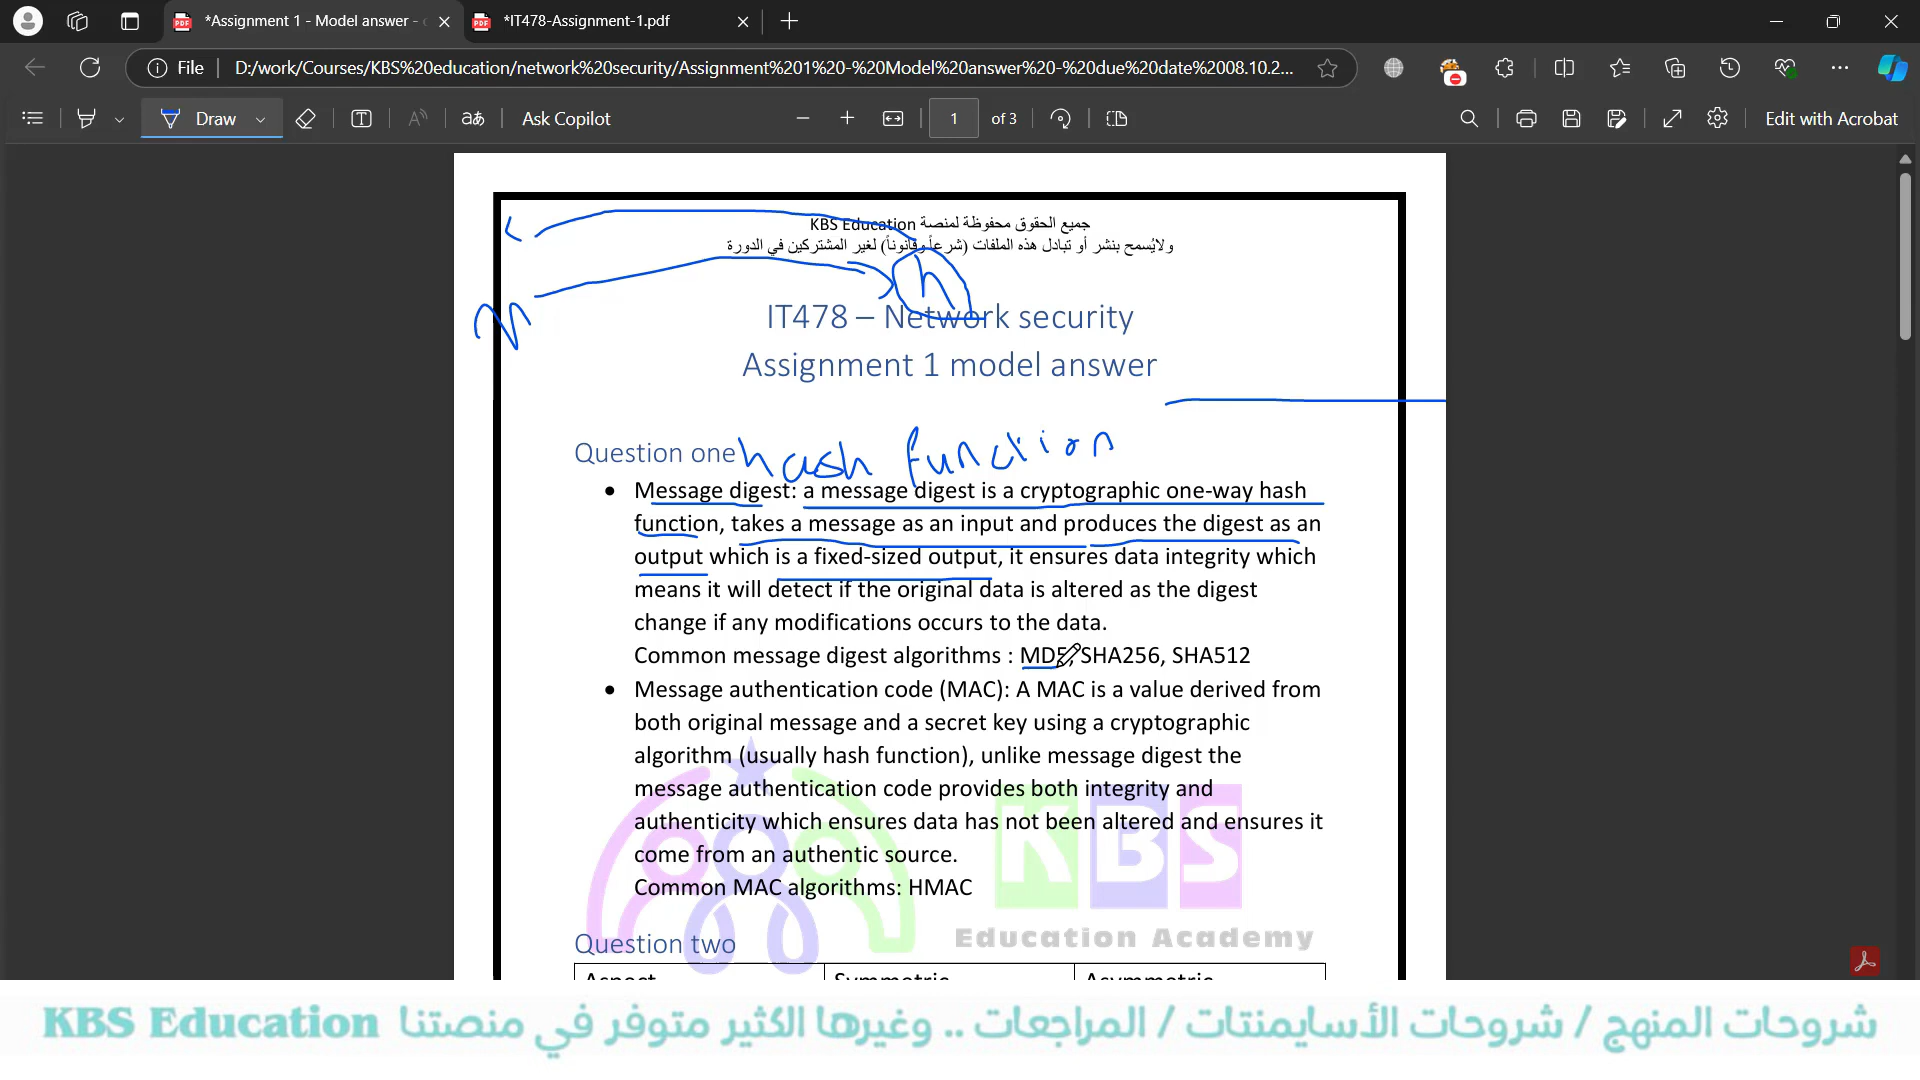 *Assignment 1 - Model answer -
*IT478-Assignment-1.pdf
File
D:/work/Courses/KBS%20education/network%20security/Assignment%201%20-%20Model%20answer%20-%20due%20date%2008.10.2...
Draw
aあ
Ask Copilot
1 of 3
Edit with Acrobat
جميع الحقوق محفوظة لمنصة KBS Education
ولايُسمح بنشر أو تبادل هذه الملفات (شرعاً وقانوناً) لغير المشتركين في الدورة
h
M
IT478 – Network security
Assignment 1 model answer
Question one hash function
• Message digest: a message digest is a cryptographic one-way hash
function, takes a message as an input and produces the digest as an
output which is a fixed-sized output, it ensures data integrity which
means it will detect if the original data is altered as the digest
change if any modifications occurs to the data.
Common message digest algorithms : MD5, SHA256, SHA512
• Message authentication code (MAC): A MAC is a value derived from
both original message and a secret key using a cryptographic
algorithm (usually hash function), unlike message digest the
message authentication code provides both integrity and
authenticity which ensures data has not been altered and ensures it
come from an authentic source.
Common MAC algorithms: HMAC
KBS
Education Academy
Question two
Aspect Symmetric Asymmetric
شروحات المنهج / شروحات الأسايمنتات / المراجعات .. وغيرها الكثير متوفر في منصتنا KBS Education